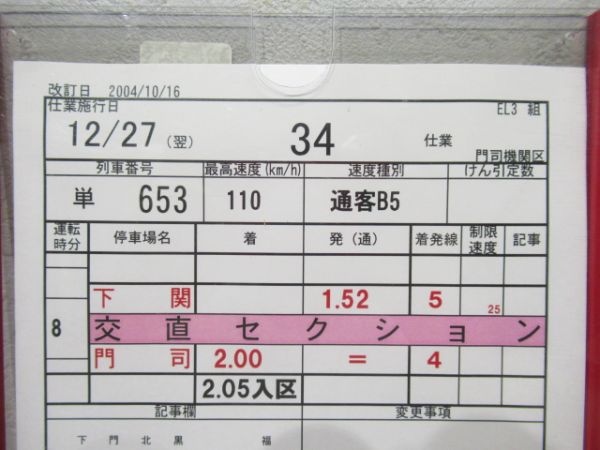 改訂日 2004/10/16
仕業施行日 EL3 組
12/27 (翌) 34 仕業
門司機関区
列車番号 最高速度(km/h) 速度種別 けん引定数
単 653 110 通客B5
運転時分 停車場名 着 発(通) 着発線 制限速度 記事
下関 1.52 5 25
8 交直セクション
門司 2.00 = 4
2.05入区
記事欄 変更事項
下 門 北 黒 福